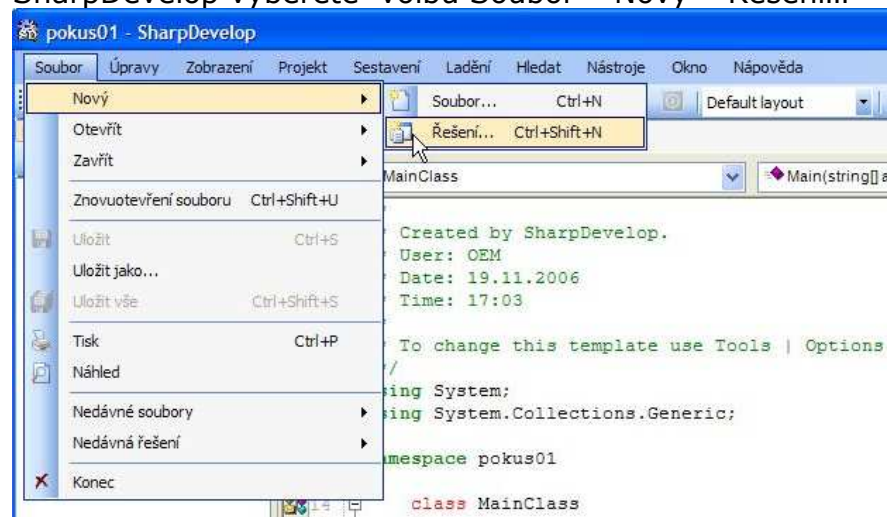 SharpDevelop vyberete volbu Soubor - Nový - Řešení...
pokus01 - SharpDevelop
Soubor Úpravy Zobrazení Projekt Sestavení Ladění Hledat Nástroje Okno Nápověda
Nový
Soubor... Ctrl+N
Default layout
Otevřít
Řešení... Ctrl+Shift+N
Zavřít
MainClass
Main(string[] a
Znovuotevření souboru Ctrl+Shift+U
Uložit Ctrl+S
Created by SharpDevelop.
User: OEM
Uložit jako...
Date: 19.11.2006
Uložit vše Ctrl+Shift+S
Time: 17:03
Tisk Ctrl+P
To change this template use Tools | Options
Náhled
*/
sing System;
Nedávné soubory
sing System.Collections.Generic;
Nedávná řešení
mespace pokus01
Konec
14 class MainClass